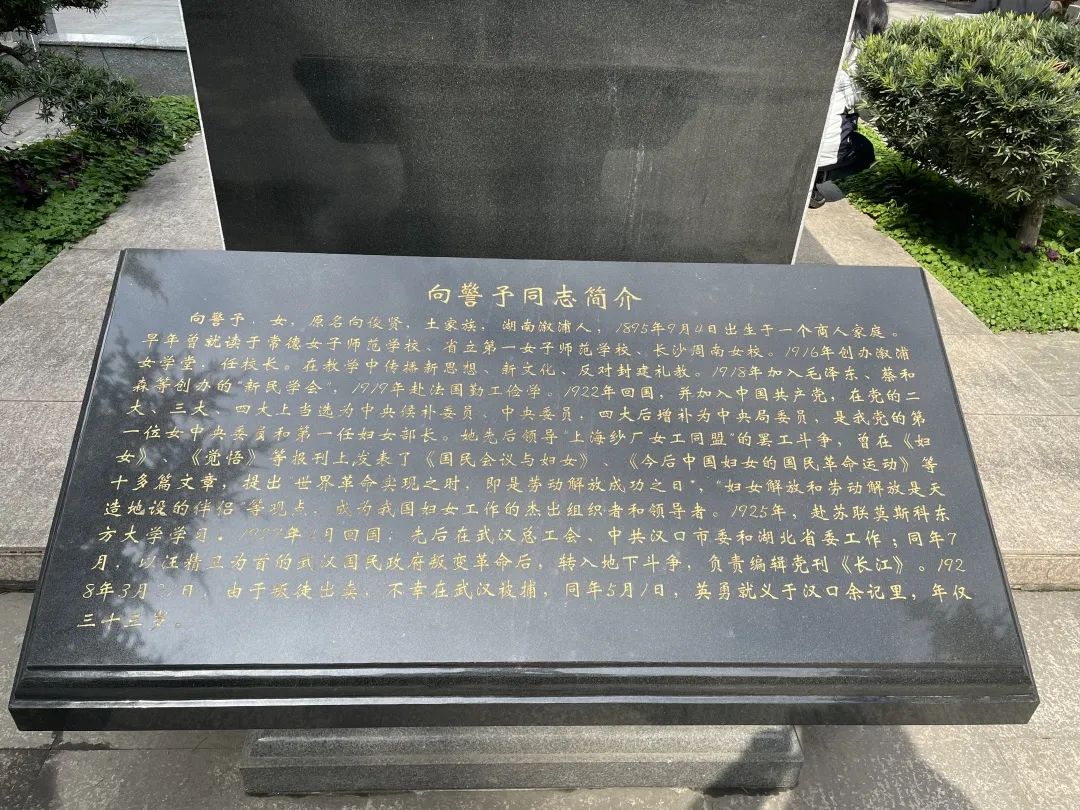 向警予同志简介
向警予，女，原名向俊贤，土家族，湖南溆浦人，1895年9月4日出生于一个商人家庭。
早年曾就读于常德女子师范学校、省立第一女子师范学校、长沙周南女校。1916年创办溆浦
女学堂，任校长。在教学中传播新思想、新文化、反对封建礼教。1918年加入毛泽东、蔡和
森等创办的“新民学会”，1919年赴法国勤工俭学。1922年回国，并加入中国共产党，在党的二
大、三大、四大上当选为中央候补委员、中央委员，四大后增补为中央局委员，是我党的第
一位女中央委员和第一任妇女部长。她先后领导“上海纱厂女工同盟”的罢工斗争，曾在《妇
女》、《觉悟》等报刊上发表了《国民会议与妇女》、《今后中国妇女的国民革命运动》等
十多篇文章；提出“世界革命实现之时，即是劳动解放成功之日”，“妇女解放和劳动解放是天
造地设的伴侣”等观点，成为我国妇女工作的杰出组织者和领导者。1925年，赴苏联莫斯科东
方大学学习。1927年 月回国，先后在武汉总工会、中共汉口市委和湖北省委工作；同年7
月，以汪精卫为首的武汉国民政府叛变革命后，转入地下斗争，负责编辑党刊《长江》。192
8年3月2 日，由于叛徒出卖，不幸在武汉被捕，同年5月1日，英勇就义于汉口余记里，年仅
三十三岁。